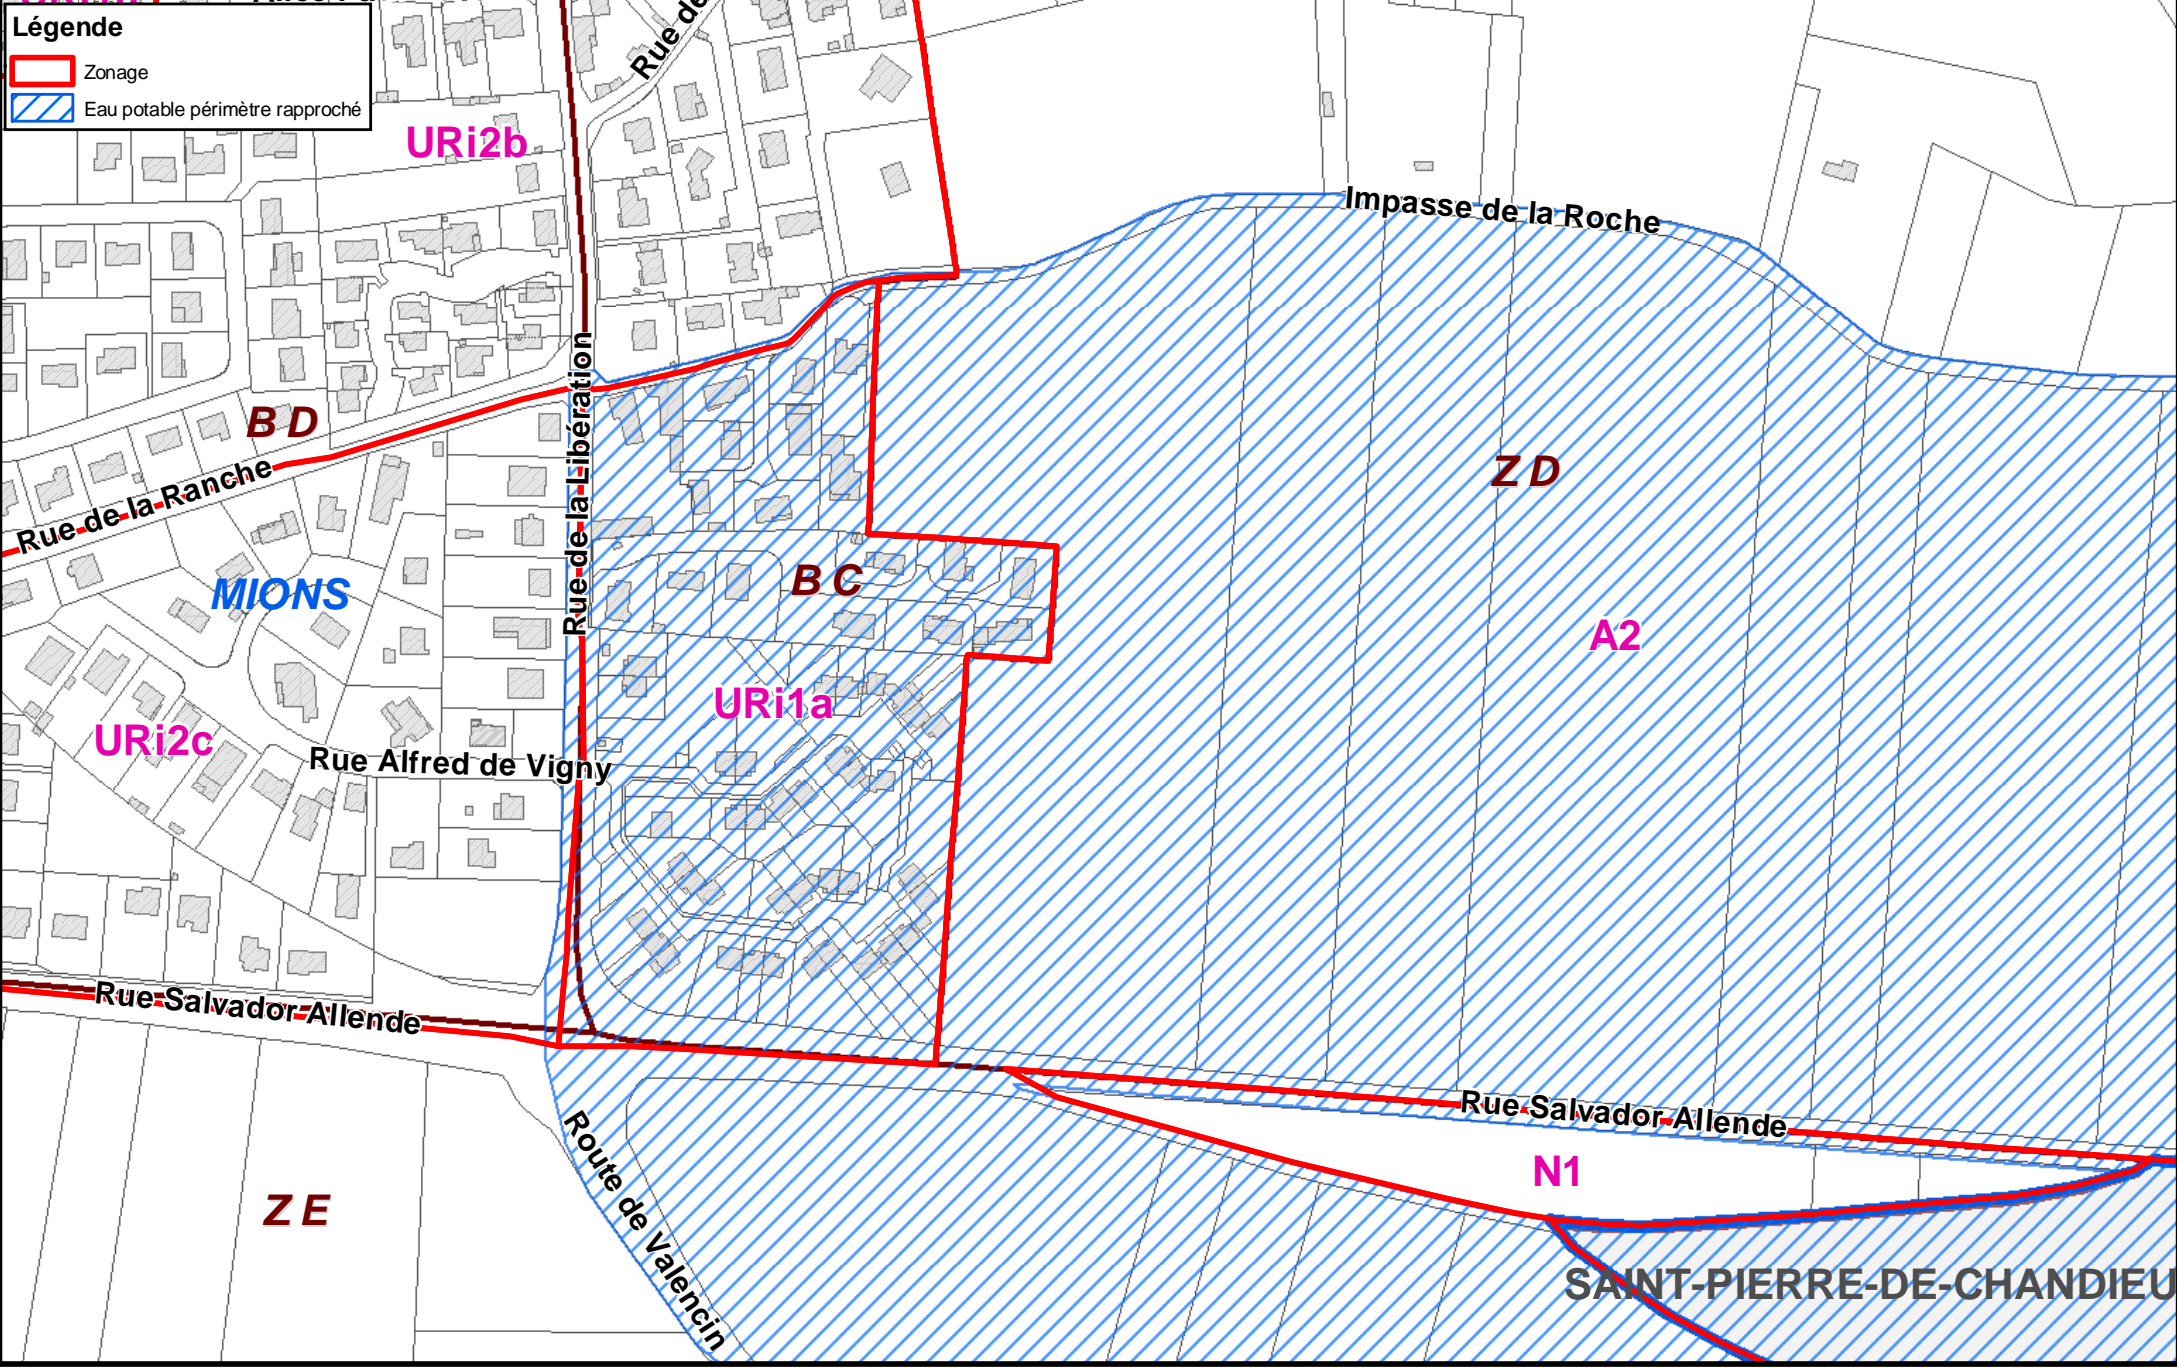 Légende
Zonage
Eau potable périmètre rapproché
Rue de
URi2b
Impasse de la Roche
Rue de la Libération
B D
Z D
Rue de la Ranche
B C
MIONS
A2
URi1a
URi2c
Rue Alfred de Vigny
Rue Salvador Allende
Rue Salvador Allende
Route de Valencin
N1
Z E
SAINT-PIERRE-DE-CHANDIEU